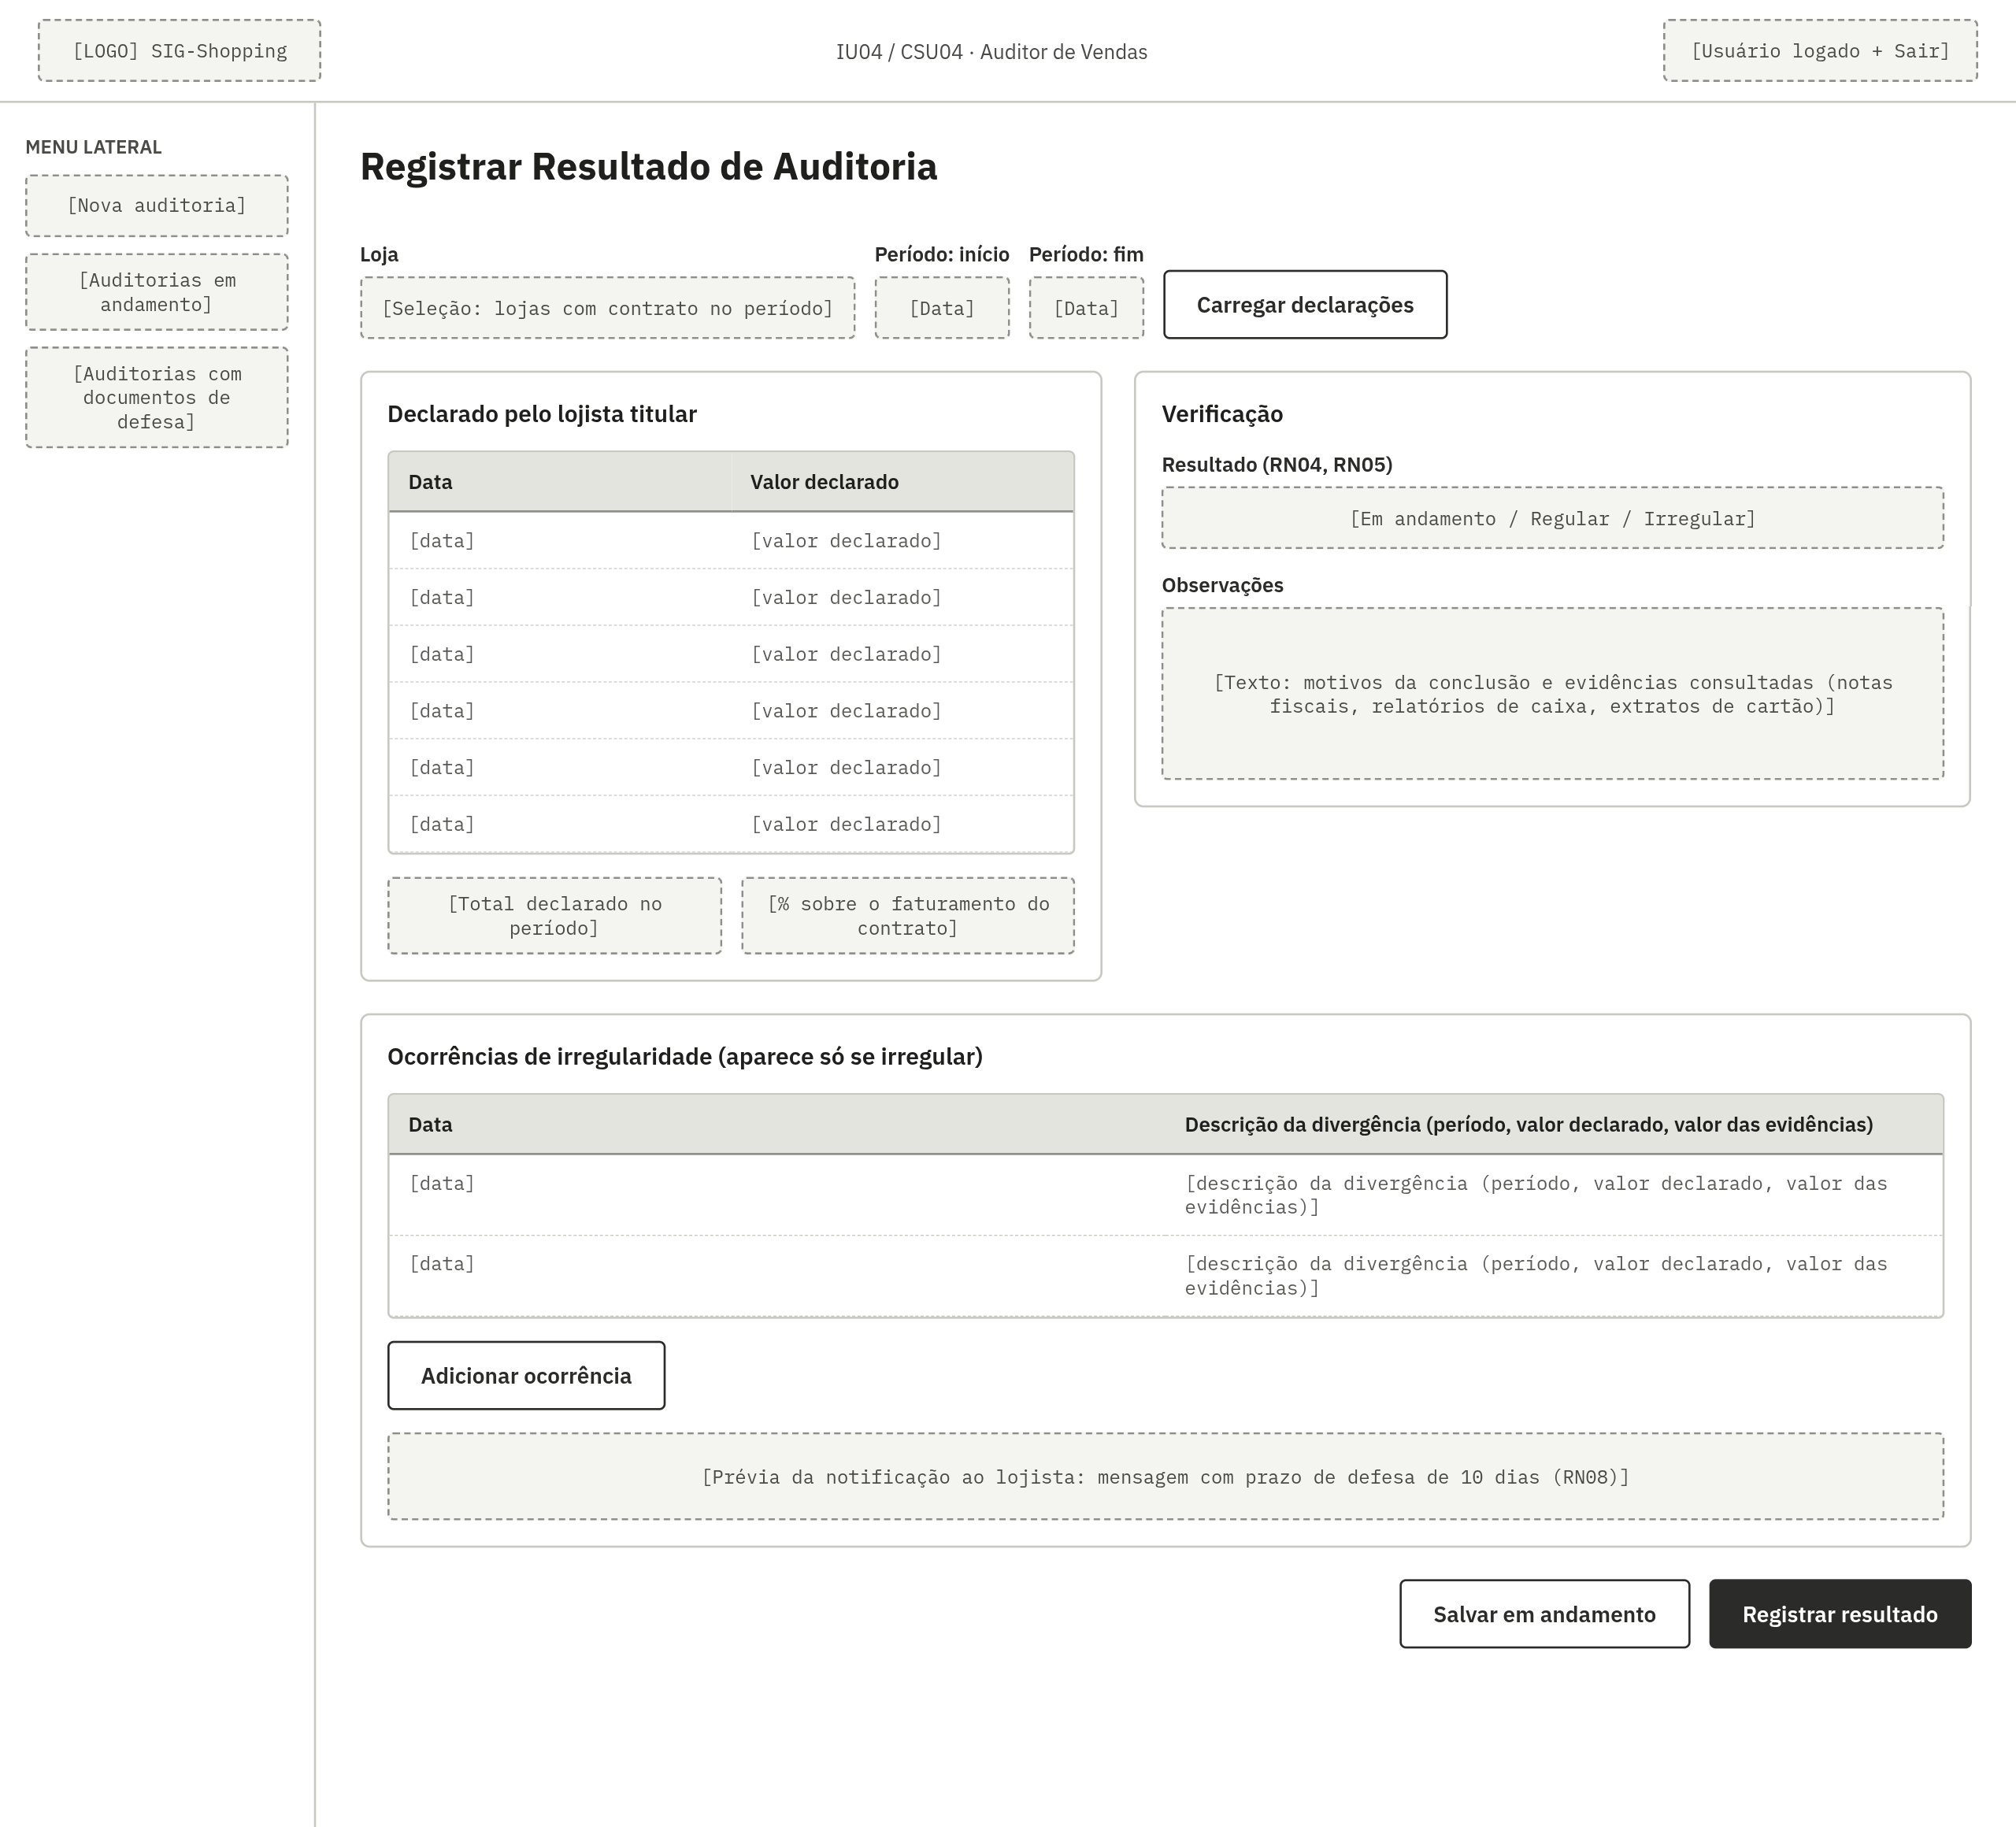 [LOGO] SIG-Shopping
IU04 / CSU04 · Auditor de Vendas
[Usuário logado + Sair]
MENU LATERAL
[Nova auditoria]
[Auditorias em
andamento]
[Auditorias com
documentos de
defesa]
Registrar Resultado de Auditoria
Loja
Período: início
Período: fim
[Seleção: lojas com contrato no período]
[Data]
[Data]
Carregar declarações
Declarado pelo lojista titular
Data
Valor declarado
[data]
[valor declarado]
[data]
[valor declarado]
[data]
[valor declarado]
[data]
[valor declarado]
[data]
[valor declarado]
[data]
[valor declarado]
[Total declarado no
período]
[% sobre o faturamento do
contrato]
Verificação
Resultado (RN04, RN05)
[Em andamento / Regular / Irregular]
Observações
[Texto: motivos da conclusão e evidências consultadas (notas
fiscais, relatórios de caixa, extratos de cartão)]
Ocorrências de irregularidade (aparece só se irregular)
Data
Descrição da divergência (período, valor declarado, valor das evidências)
[data]
[descrição da divergência (período, valor declarado, valor das
evidências)]
[data]
[descrição da divergência (período, valor declarado, valor das
evidências)]
Adicionar ocorrência
[Prévia da notificação ao lojista: mensagem com prazo de defesa de 10 dias (RN08)]
Salvar em andamento
Registrar resultado